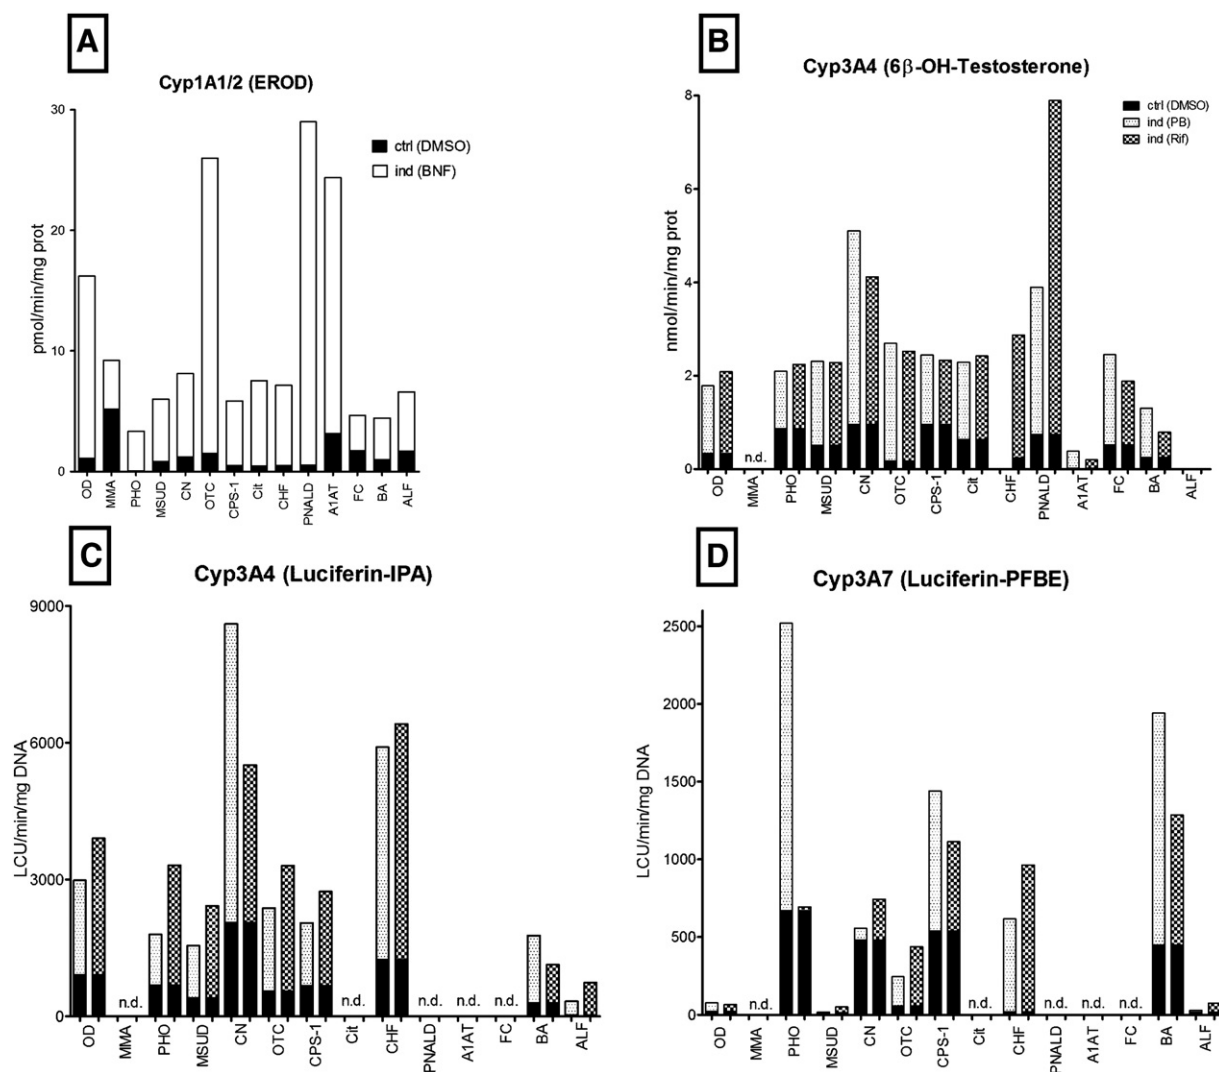 A
Cyp1A1/2 (EROD)
30
20
10
0
pmol/min/mg prot
ctrl (DMSO)
ind (BNF)
OD
MMA
PHO
MSUD
CN
OTC
CPS-1
Cit
CHF
PNALD
A1AT
FC
BA
ALF
B
Cyp3A4 (6β-OH-Testosterone)
8
6
4
2
0
nmol/min/mg prot
ctrl (DMSO)
ind (PB)
ind (Rif)
n.d.
OD
MMA
PHO
MSUD
CN
OTC
CPS-1
Cit
CHF
PNALD
A1AT
FC
BA
ALF
C
Cyp3A4 (Luciferin-IPA)
9000
6000
3000
0
LCU/min/mg DNA
n.d.
n.d.
n.d.
n.d.
n.d.
OD
MMA
PHO
MSUD
CN
OTC
CPS-1
Cit
CHF
PNALD
A1AT
FC
BA
ALF
D
Cyp3A7 (Luciferin-PFBE)
2500
2000
1500
1000
500
0
LCU/min/mg DNA
n.d.
n.d.
n.d.
n.d.
n.d.
OD
MMA
PHO
MSUD
CN
OTC
CPS-1
Cit
CHF
PNALD
A1AT
FC
BA
ALF